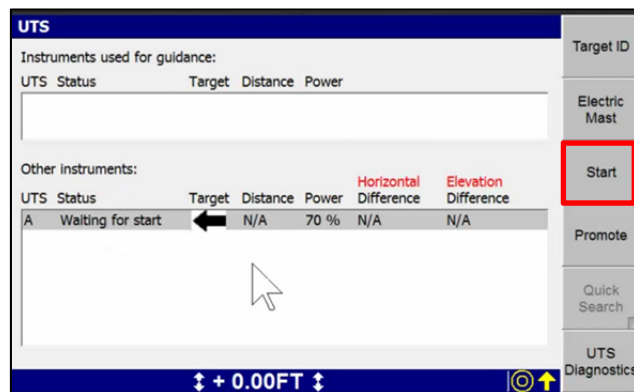 UTS
Instruments used for guidance:
UTS Status Target Distance Power
Other instruments:
UTS Status Target Distance Power Horizontal Difference Elevation Difference
A Waiting for start N/A 70 % N/A N/A
+ 0.00FT
Target ID
Electric
Mast
Start
Promote
Quick
Search
UTS
Diagnostics